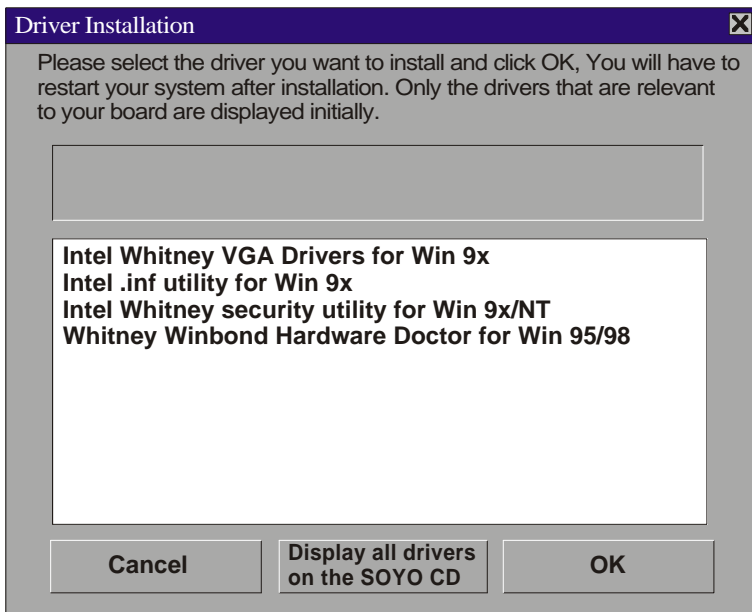 Driver Installation
Please select the driver you want to install and click OK, You will have to
restart your system after installation. Only the drivers that are relevant
to your board are displayed initially.
Intel Whitney VGA Drivers for Win 9x
Intel .inf utility for Win 9x
Intel Whitney security utility for Win 9x/NT
Whitney Winbond Hardware Doctor for Win 95/98
Cancel
Display all drivers
on the SOYO CD
OK